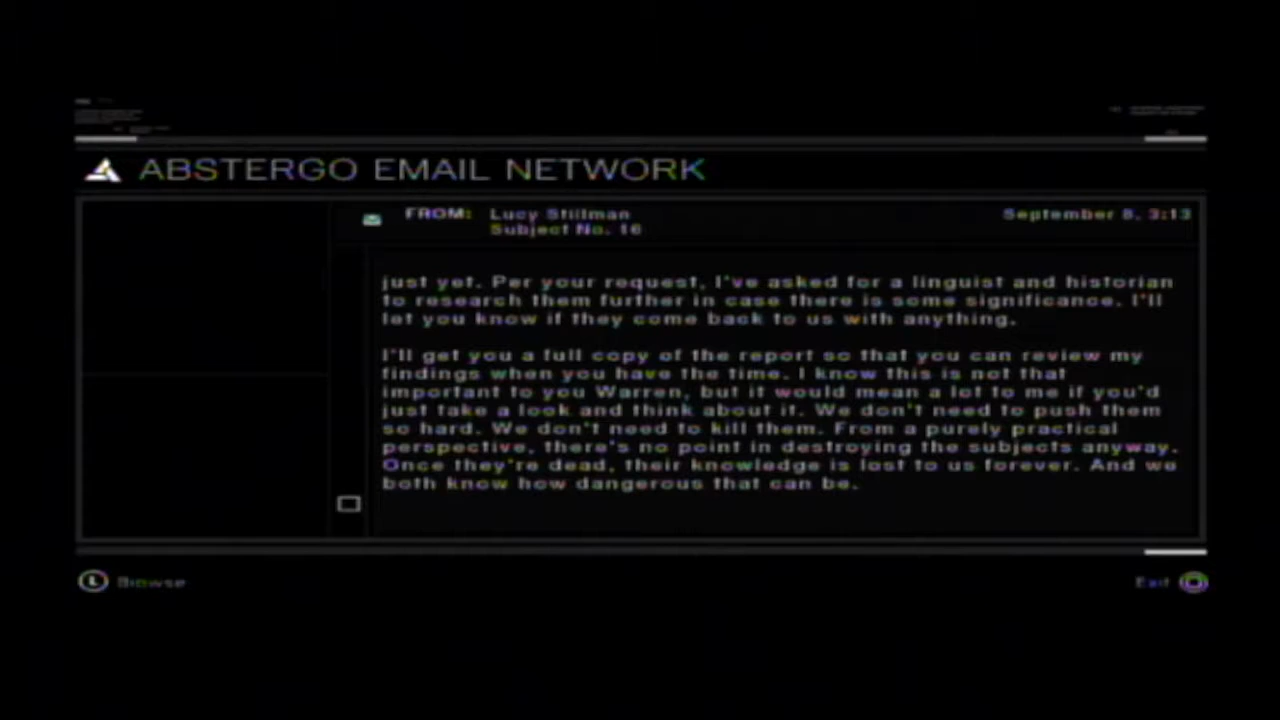 ABSTERGO EMAIL NETWORK
FROM: Lucy Stillman
September 8, 3:13
Subject No. 16
just yet. Per your request, I've asked for a linguist and historian
to research them further in case there is some significance. I'll
let you know if they come back to us with anything.
I'll get you a full copy of the report so that you can review my
findings when you have the time. I know this is not that
important to you Warren, but it would mean a lot to me if you'd
just take a look and think about it. We don't need to push them
so hard. We don't need to kill them. From a purely practical
perspective, there's no point in destroying the subjects anyway.
Once they're dead, their knowledge is lost to us forever. And we
both know how dangerous that can be.
L Browse
Exit